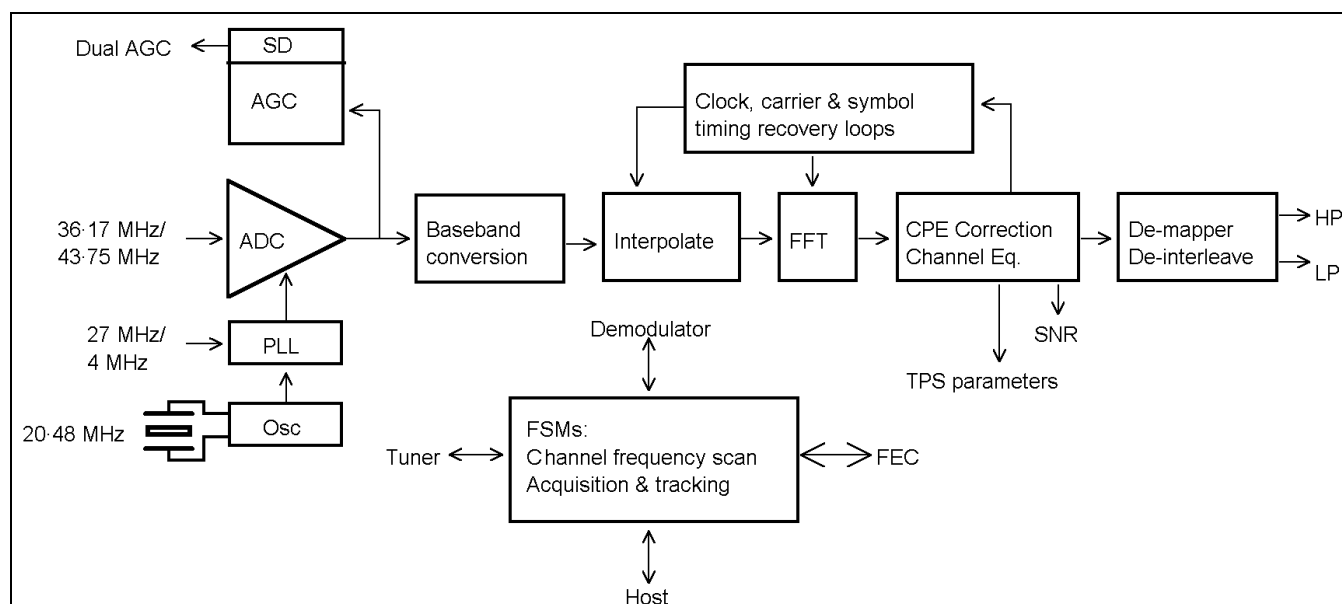 Dual AGC
SD
AGC
Clock, carrier & symbol
timing recovery loops
36·17 MHz/
43·75 MHz
ADC
Baseband
conversion
Interpolate
FFT
CPE Correction
Channel Eq.
De-mapper
De-interleave
HP
LP
27 MHz/
4 MHz
PLL
Demodulator
SNR
TPS parameters
20·48 MHz
Osc
Tuner
FSMs:
Channel frequency scan
Acquisition & tracking
FEC
Host